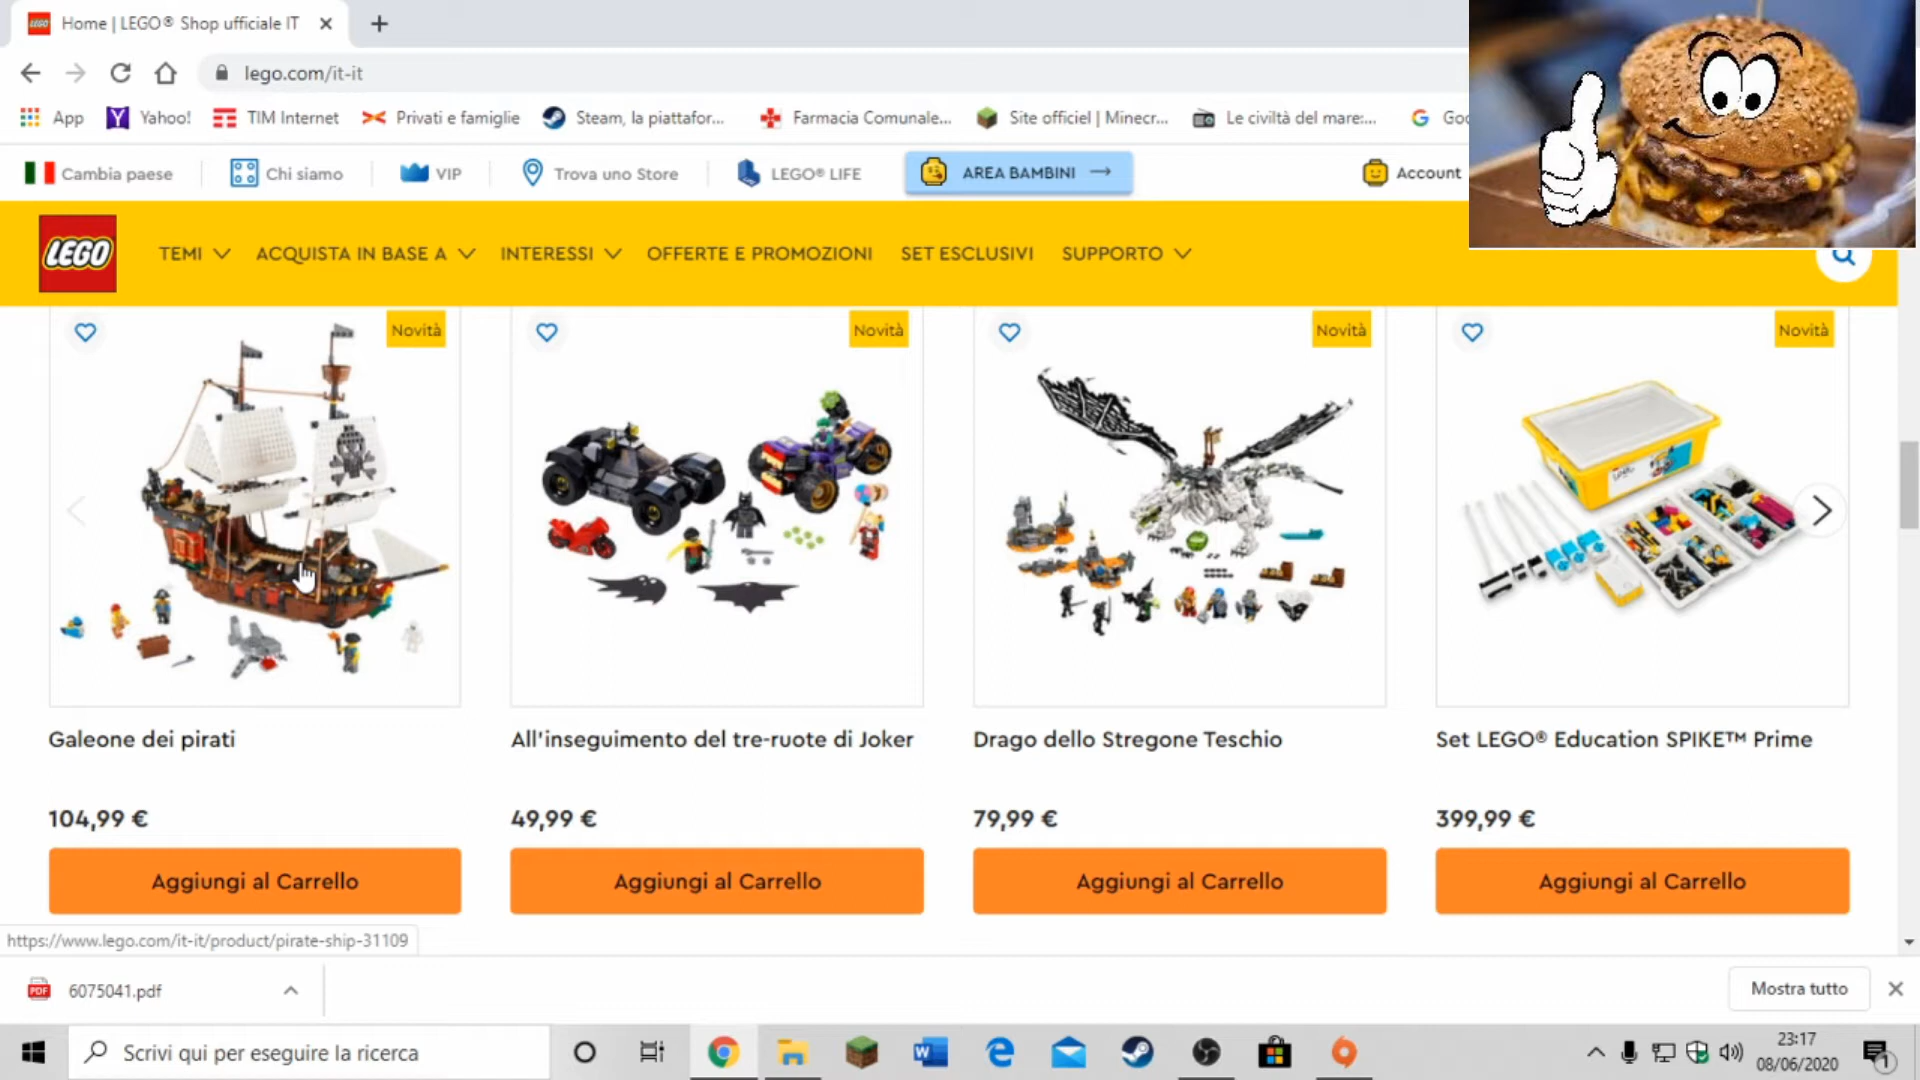 Home | LEGO® Shop ufficiale IT
lego.com/it-it
App
Yahoo!
TIM Internet
Privati e famiglie
Steam, la piattafor...
Farmacia Comunale...
Site officiel | Minecr...
Le civiltà del mare:...
Goo
Cambia paese
Chi siamo
VIP
Trova uno Store
LEGO® LIFE
AREA BAMBINI
Account
LEGO
TEMI
ACQUISTA IN BASE A
INTERESSI
OFFERTE E PROMOZIONI
SET ESCLUSIVI
SUPPORTO
Novità
Novità
Novità
Novità
Galeone dei pirati
All'inseguimento del tre-ruote di Joker
Drago dello Stregone Teschio
Set LEGO® Education SPIKE™ Prime
104,99 €
49,99 €
79,99 €
399,99 €
Aggiungi al Carrello
Aggiungi al Carrello
Aggiungi al Carrello
Aggiungi al Carrello
https://www.lego.com/it-it/product/pirate-ship-31109
PDF
6075041.pdf
Mostra tutto
Scrivi qui per eseguire la ricerca
23:17
08/06/2020
1